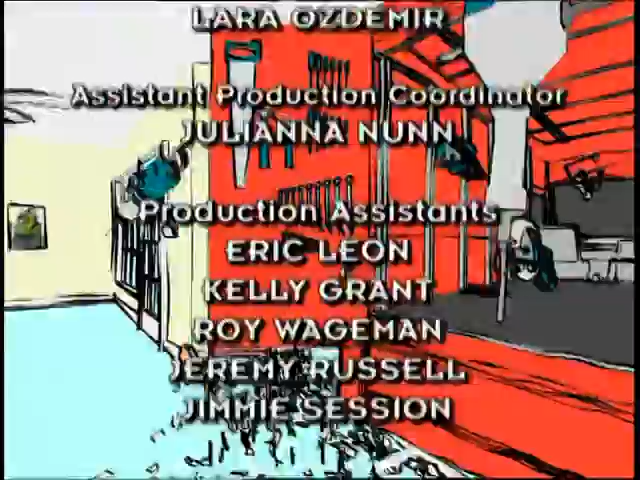 LARA OZDEMIR
Assistant Production Coordinator
JULIANNA NUNN
Production Assistants
ERIC LEON
KELLY GRANT
ROY WAGEMAN
JEREMY RUSSELL
JIMMIE SESSION